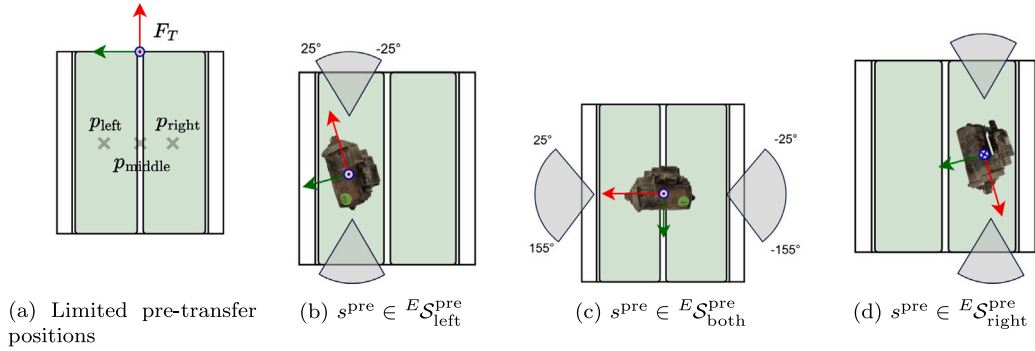 F_T
p_left p_right
p_middle
(a) Limited pre-transfer
positions
25° -25°
(b) s^pre ∈ ^E S^pre_left
25° -25°
155° -155°
(c) s^pre ∈ ^E S^pre_both
(d) s^pre ∈ ^E S^pre_right